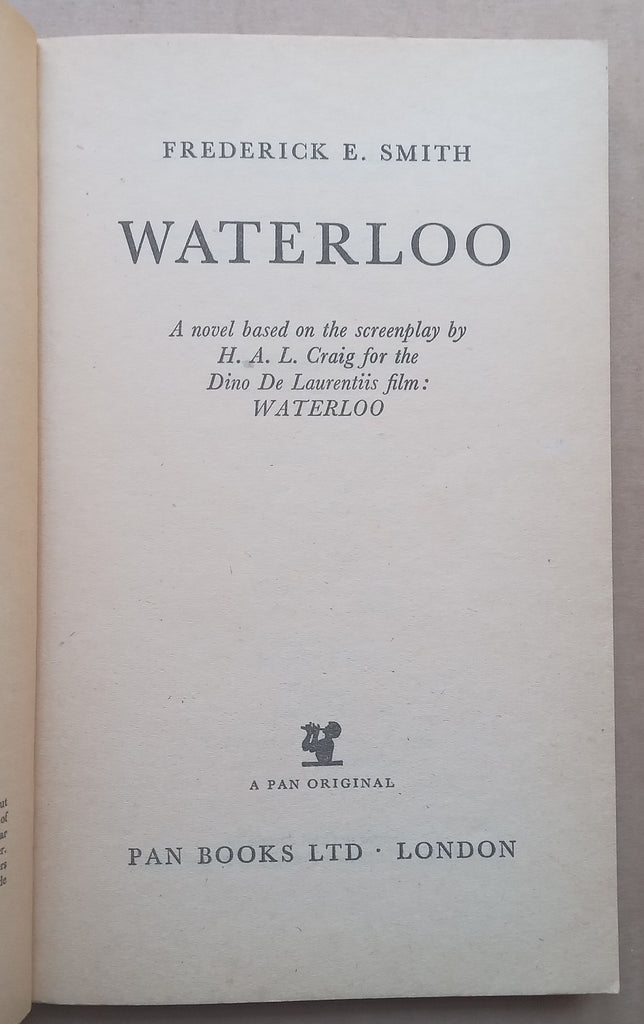 FREDERICK E. SMITH
WATERLOO
A novel based on the screenplay by
H. A. L. Craig for the
Dino De Laurentiis film:
WATERLOO
A PAN ORIGINAL
PAN BOOKS LTD · LONDON